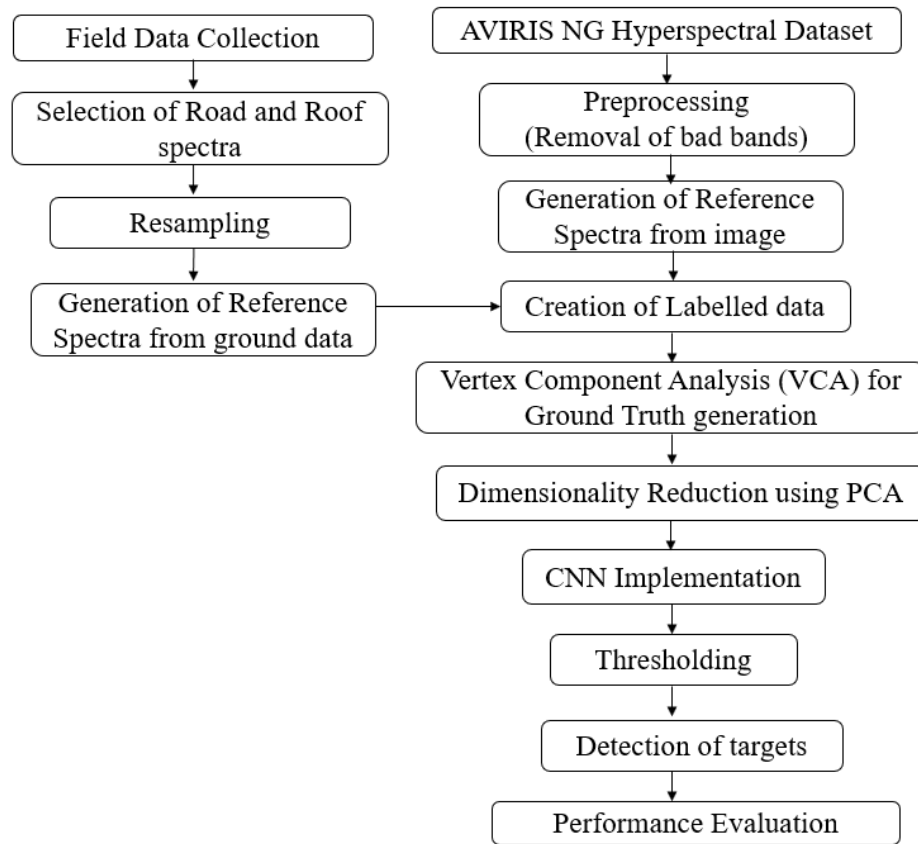 Field Data Collection
Selection of Road and Roof
spectra
Resampling
Generation of Reference
Spectra from ground data
AVIRIS NG Hyperspectral Dataset
Preprocessing
(Removal of bad bands)
Generation of Reference
Spectra from image
Creation of Labelled data
Vertex Component Analysis (VCA) for
Ground Truth generation
Dimensionality Reduction using PCA
CNN Implementation
Thresholding
Detection of targets
Performance Evaluation